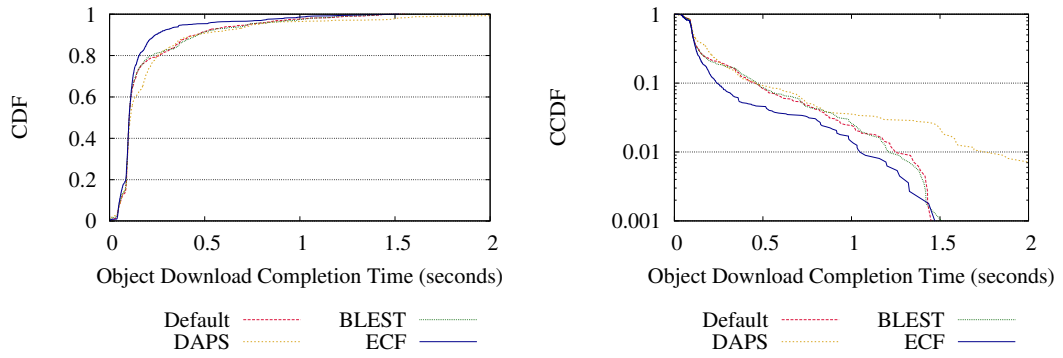 1
0.8
0.6
0.4
0.2
0
CDF
0 0.5 1 1.5 2
Object Download Completion Time (seconds)
Default BLEST
DAPS ECF
1
0.1
0.01
0.001
CCDF
0 0.5 1 1.5 2
Object Download Completion Time (seconds)
Default BLEST
DAPS ECF